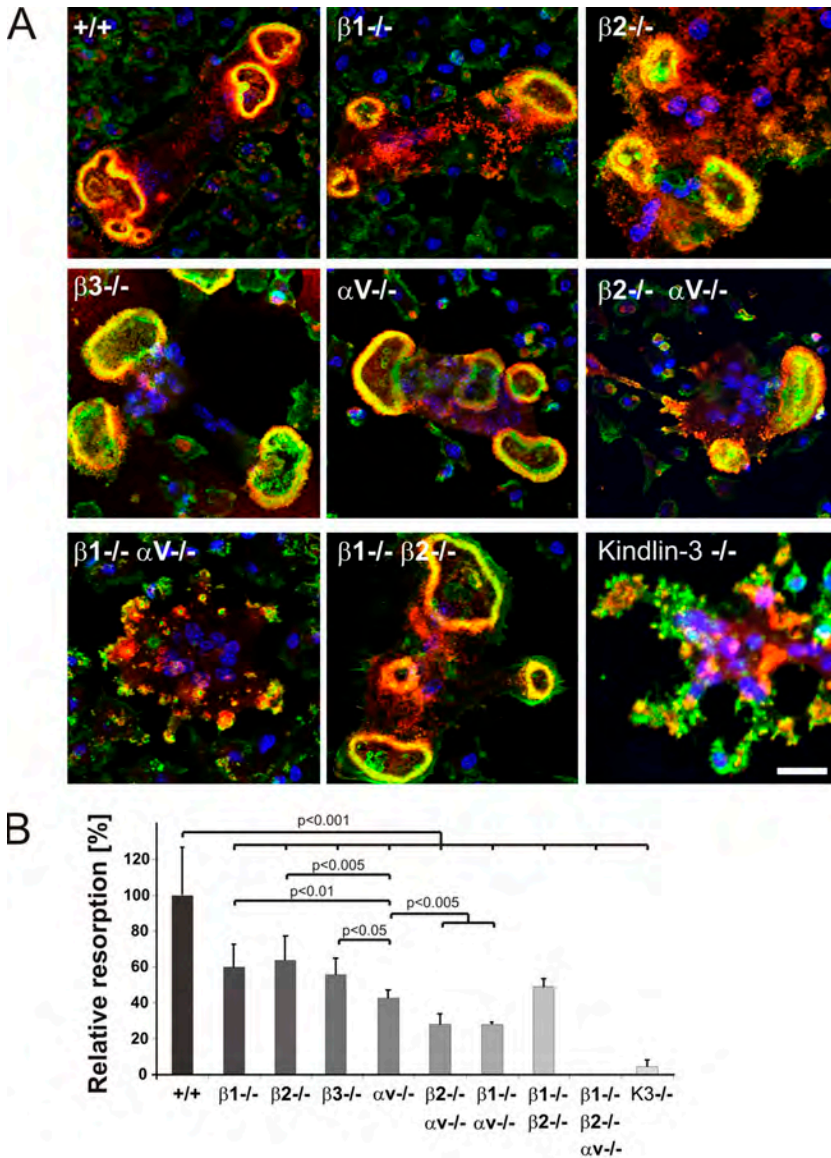 A
+/+
β1-/-
β2-/-
β3-/-
αV-/-
β2-/- αV-/-
β1-/- αV-/-
β1-/- β2-/-
Kindlin-3 -/-
B
Relative resorption [%]
120
100
80
60
40
20
0
p<0.001
p<0.005
p<0.01
p<0.005
p<0.05
+/+ β1-/- β2-/- β3-/- αv-/- β2-/- β1-/- β1-/- β1-/- K3-/-
αv-/- αv-/- β2-/- β2-/-
αv-/-